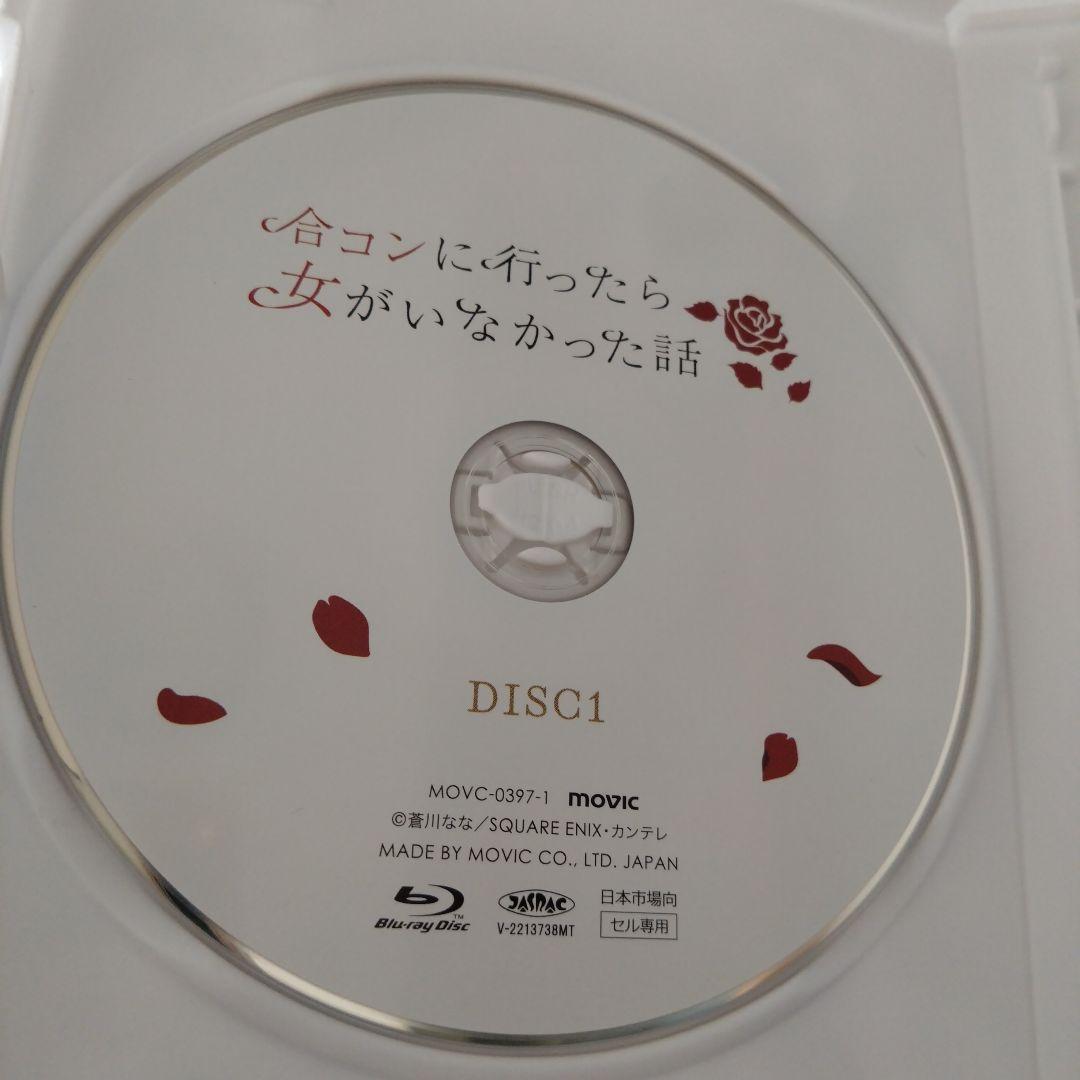 合コンに行ったら
女がいなかった話
DISC1
MOVC-0397-1 movic
©蒼川なな／SQUARE ENIX・カンテレ
MADE BY MOVIC CO., LTD. JAPAN
Blu-ray Disc™
JASRAC
V-2213738MT
日本市場向
セル専用